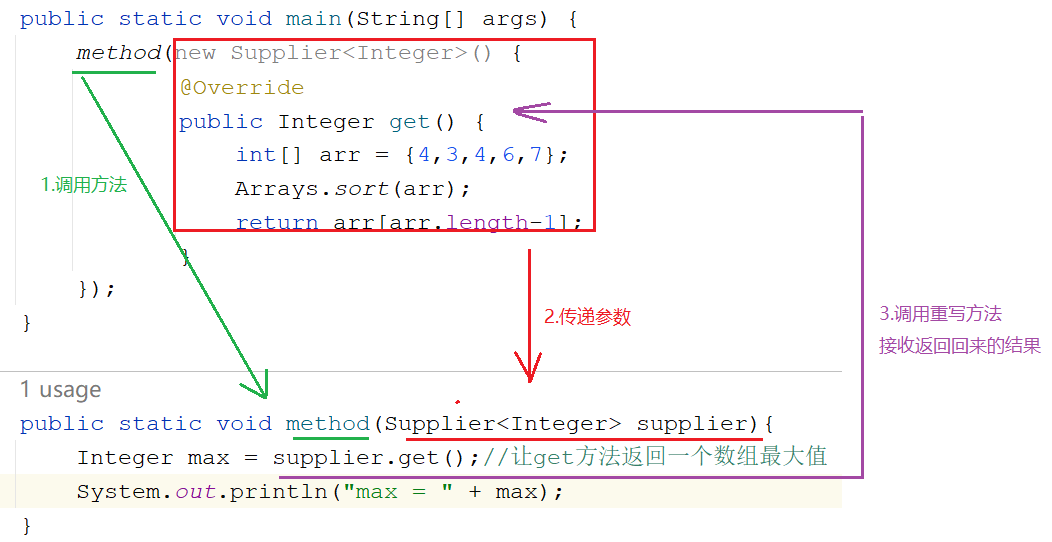 public static void main(String[] args) {
method(new Supplier<Integer>() {
@Override
public Integer get() {
int[] arr = {4,3,4,6,7};
1.调用方法
Arrays.sort(arr);
return arr[arr.length-1];
}
});
2.传递参数
3.调用重写方法
接收返回回来的结果
}
1 usage
public static void method(Supplier<Integer> supplier){
Integer max = supplier.get();//让get方法返回一个数组最大值
System.out.println("max = " + max);
}